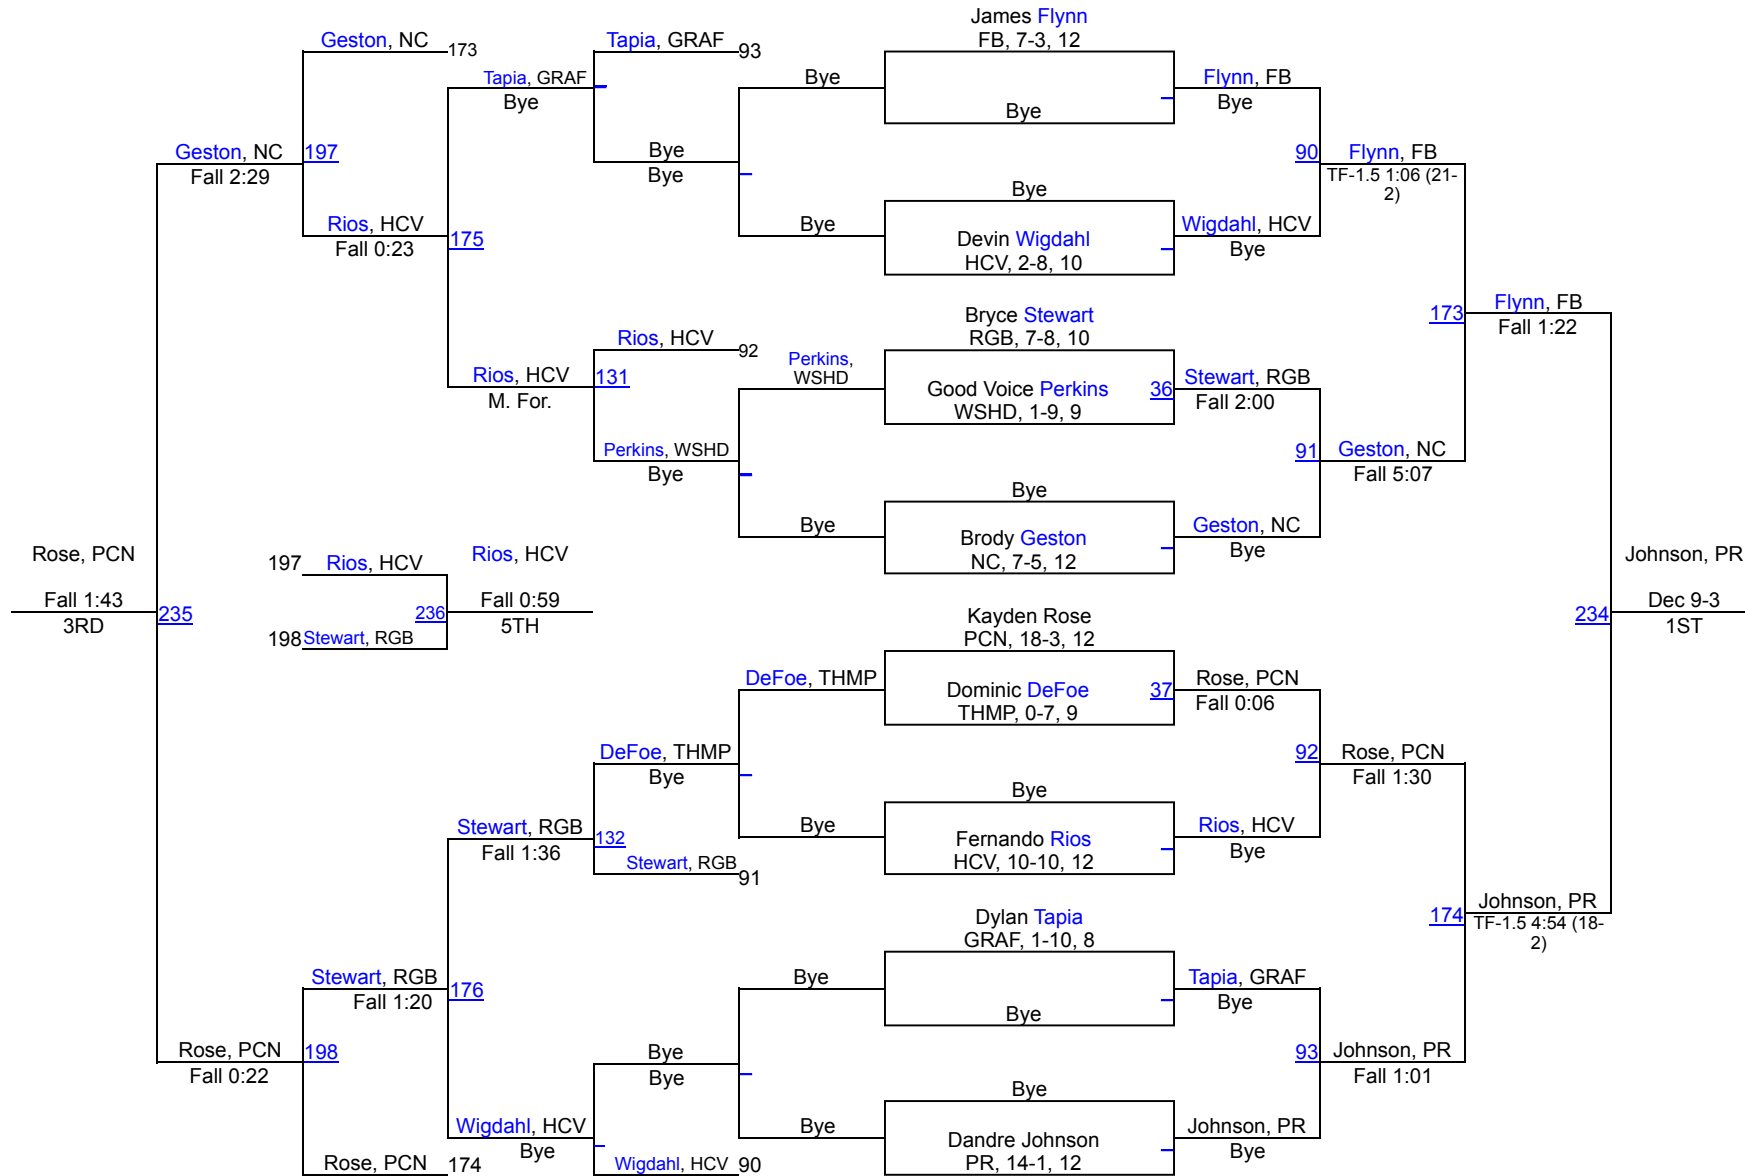 James Flynn
FB, 7-3, 12
Bye
Bye
Devin Wigdahl
HCV, 2-8, 10
Bryce Stewart
RGB, 7-8, 10
Good Voice Perkins
WSHD, 1-9, 9
36
Bye
Brody Geston
NC, 7-5, 12
Kayden Rose
PCN, 18-3, 12
Dominic DeFoe
THMP, 0-7, 9
37
Bye
Fernando Rios
HCV, 10-10, 12
Dylan Tapia
GRAF, 1-10, 8
Bye
Bye
Dandre Johnson
PR, 14-1, 12
Flynn, FB
Bye
Wigdahl, HCV
Bye
Stewart, RGB
Fall 2:00
Geston, NC
Bye
Rose, PCN
Fall 0:06
Rios, HCV
Bye
Tapia, GRAF
Bye
Johnson, PR
Bye
90
Flynn, FB
TF-1.5 1:06 (21-
2)
91
Geston, NC
Fall 5:07
92
Rose, PCN
Fall 1:30
93
Johnson, PR
Fall 1:01
173
Flynn, FB
Fall 1:22
174
Johnson, PR
TF-1.5 4:54 (18-
2)
Johnson, PR
234
Dec 9-3
1ST
Bye
Bye
Perkins,
WSHD
Bye
DeFoe, THMP
Bye
Bye
Bye
Tapia, GRAF
93
Bye
Bye
Rios, HCV
92
Perkins, WSHD
Bye
DeFoe, THMP
Bye
Stewart, RGB
91
Bye
Bye
Wigdahl, HCV
90
Tapia, GRAF
Bye
Rios, HCV
131
M. For.
Stewart, RGB
132
Fall 1:36
Wigdahl, HCV
Bye
Geston, NC
173
Rios, HCV
175
Fall 0:23
Stewart, RGB
176
Fall 1:20
Rose, PCN
174
Geston, NC
197
Fall 2:29
Rose, PCN
198
Fall 0:22
Rose, PCN
Fall 1:43
235
3RD
197
Rios, HCV
198
Stewart, RGB
236
Rios, HCV
Fall 0:59
5TH